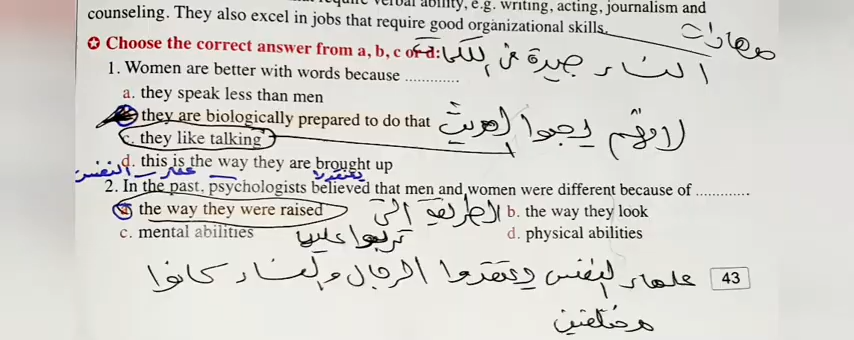 verbal ability, e.g. writing, acting, journalism and
counseling. They also excel in jobs that require good organizational skills.
مهارات
✪ Choose the correct answer from a, b, c or d:
النساء جيدة في الكلمات
1. Women are better with words because ............
a. they speak less than men
b. they are biologically prepared to do that
لانهم يحبوا الحديث
c. they like talking
d. this is the way they are brought up
علماء النفس
يعتقدوا
2. In the past, psychologists believed that men and women were different because of ............
a. the way they were raised
الطريقة التى
b. the way they look
تربوا عليها
c. mental abilities
d. physical abilities
علماء النفس يعتقدوا الرجال والنساء كانوا
مختلفين
43